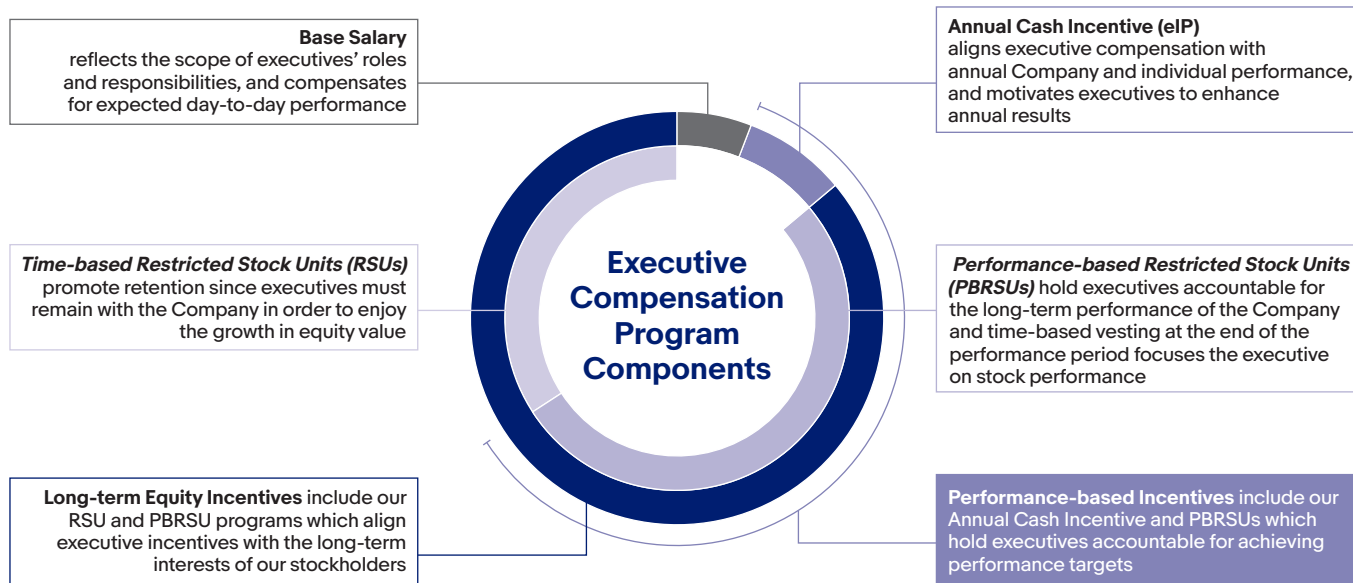 Base Salary
reflects the scope of executives' roles
and responsibilities, and compensates
for expected day-to-day performance
Annual Cash Incentive (eIP)
aligns executive compensation with
annual Company and individual performance,
and motivates executives to enhance
annual results
Time-based Restricted Stock Units (RSUs)
promote retention since executives must
remain with the Company in order to enjoy
the growth in equity value
Executive
Compensation
Program
Components
Performance-based Restricted Stock Units
(PBRSUs) hold executives accountable for
the long-term performance of the Company
and time-based vesting at the end of the
performance period focuses the executive
on stock performance
Long-term Equity Incentives include our
RSU and PBRSU programs which align
executive incentives with the long-term
interests of our stockholders
Performance-based Incentives include our
Annual Cash Incentive and PBRSUs which
hold executives accountable for achieving
performance targets